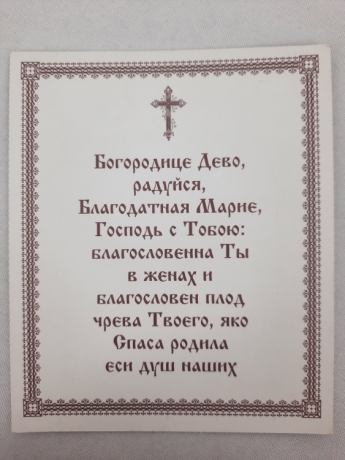 Богородице Дево,
радуйся,
Благодатная Марие,
Господь с Тобою:
благословенна Ты
в женах и
благословен плод
чрева Твоего, яко
Спаса родила
еси душ наших